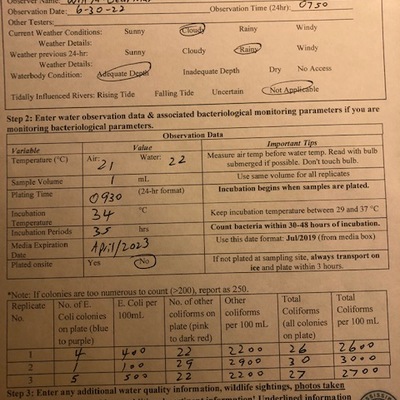 Observer Name:
Observation Date: 6-30-22 Observation Time (24hr): 0750
Other Testers:
Current Weather Conditions: Sunny Cloudy Rainy Windy
Weather Details:
Weather previous 24-hr: Sunny Cloudy Rainy Windy
Weather Details:
Waterbody Condition: Adequate Depth Inadequate Depth Dry No Access
Tidally Influenced Rivers: Rising Tide Falling Tide Uncertain Not Applicable
Step 2: Enter water observation data & associated bacteriological monitoring parameters if you are
monitoring bacteriological parameters.
Observation Data
Variable Value Important Tips
Temperature (°C) Air: 21 Water: 22 Measure air temp before water temp. Read with bulb
submerged if possible. Don't touch bulb.
Sample Volume 1 mL Use same volume for all replicates
Plating Time 0930 (24-hr format) Incubation begins when samples are plated.
Incubation
Temperature 34 °C Keep incubation temperature between 29 and 37 °C
Incubation Periods 35 hrs Count bacteria within 30-48 hours of incubation.
Media Expiration
Date April/2023 Use this date format: Jul/2019 (from media box)
Plated onsite Yes No If not plated at sampling site, always transport on
ice and plate within 3 hours.
*Note: If colonies are too numerous to count (>200), report as 250.
Replicate No. No. of E. Coli colonies on plate (blue to purple) E. Coli per 100mL No. of other coliforms on plate (pink to dark red) Other coliforms per 100 mL Total Coliforms (all colonies on plate) Total Coliforms per 100 mL
1 4 400 22 2200 26 2600
2 1 100 29 2900 30 3000
3 5 500 22 2200 27 2700
Step 3: Enter any additional water quality information, wildlife sightings, photos taken
information! Underlined information